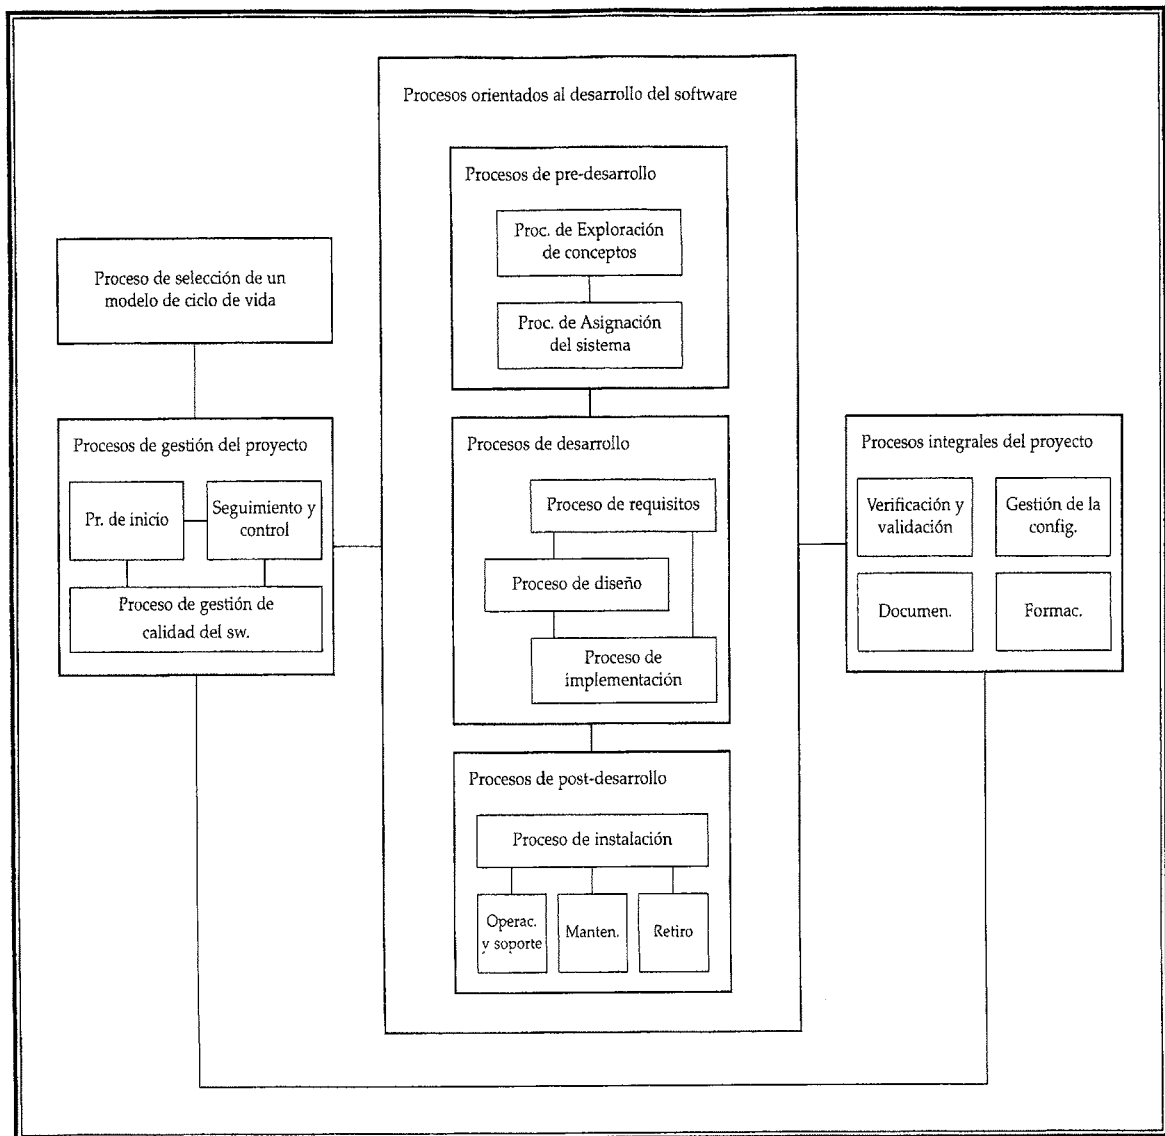 Procesos orientados al desarrollo del software
Procesos de pre-desarrollo
Proc. de Exploración
de conceptos
Proc. de Asignación
del sistema
Proceso de selección de un
modelo de ciclo de vida
Procesos de gestión del proyecto
Pr. de inicio
Seguimiento y
control
Proceso de gestión de
calidad del sw.
Procesos de desarrollo
Proceso de requisitos
Proceso de diseño
Proceso de
implementación
Procesos integrales del proyecto
Verificación y
validación
Gestión de la
config.
Documen.
Formac.
Procesos de post-desarrollo
Proceso de instalación
Operac.
y soporte
Manten.
Retiro